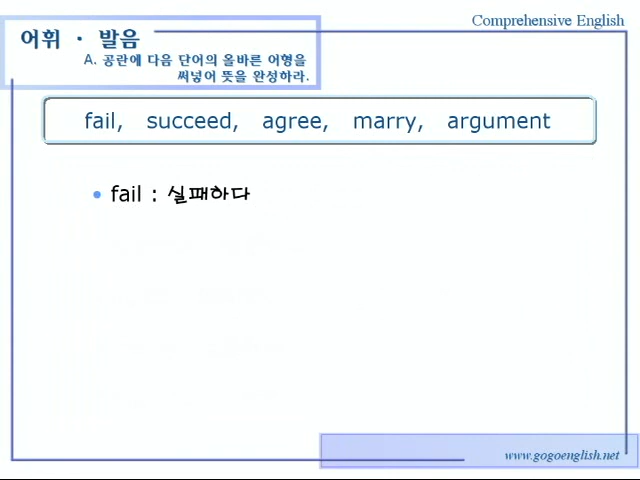 Comprehensive English
어휘 · 발음
A. 공란에 다음 단어의 올바른 어형을
써넣어 뜻을 완성하라.
fail, succeed, agree, marry, argument
• fail : 실패하다
www.gogoenglish.net